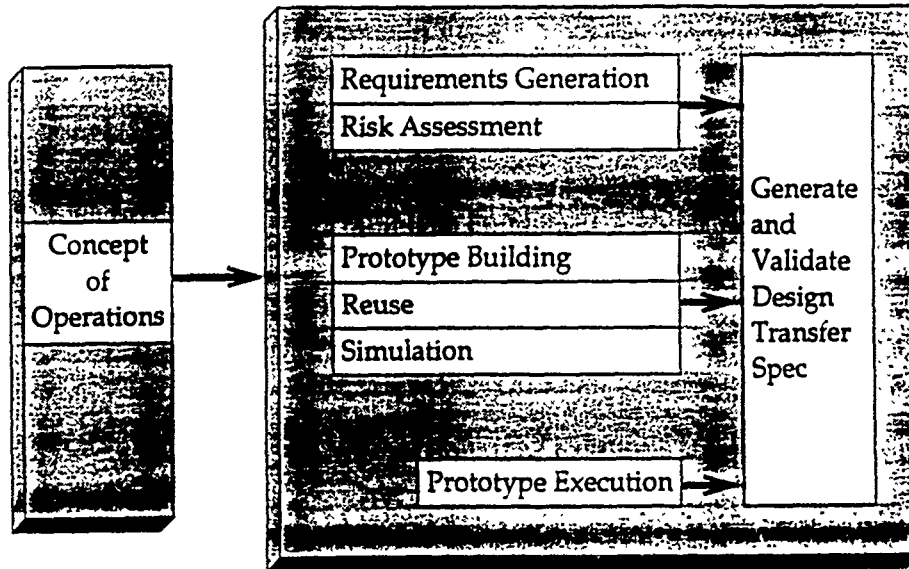 Concept
of
Operations
Requirements Generation
Risk Assessment
Prototype Building
Reuse
Simulation
Prototype Execution
Generate
and
Validate
Design
Transfer
Spec